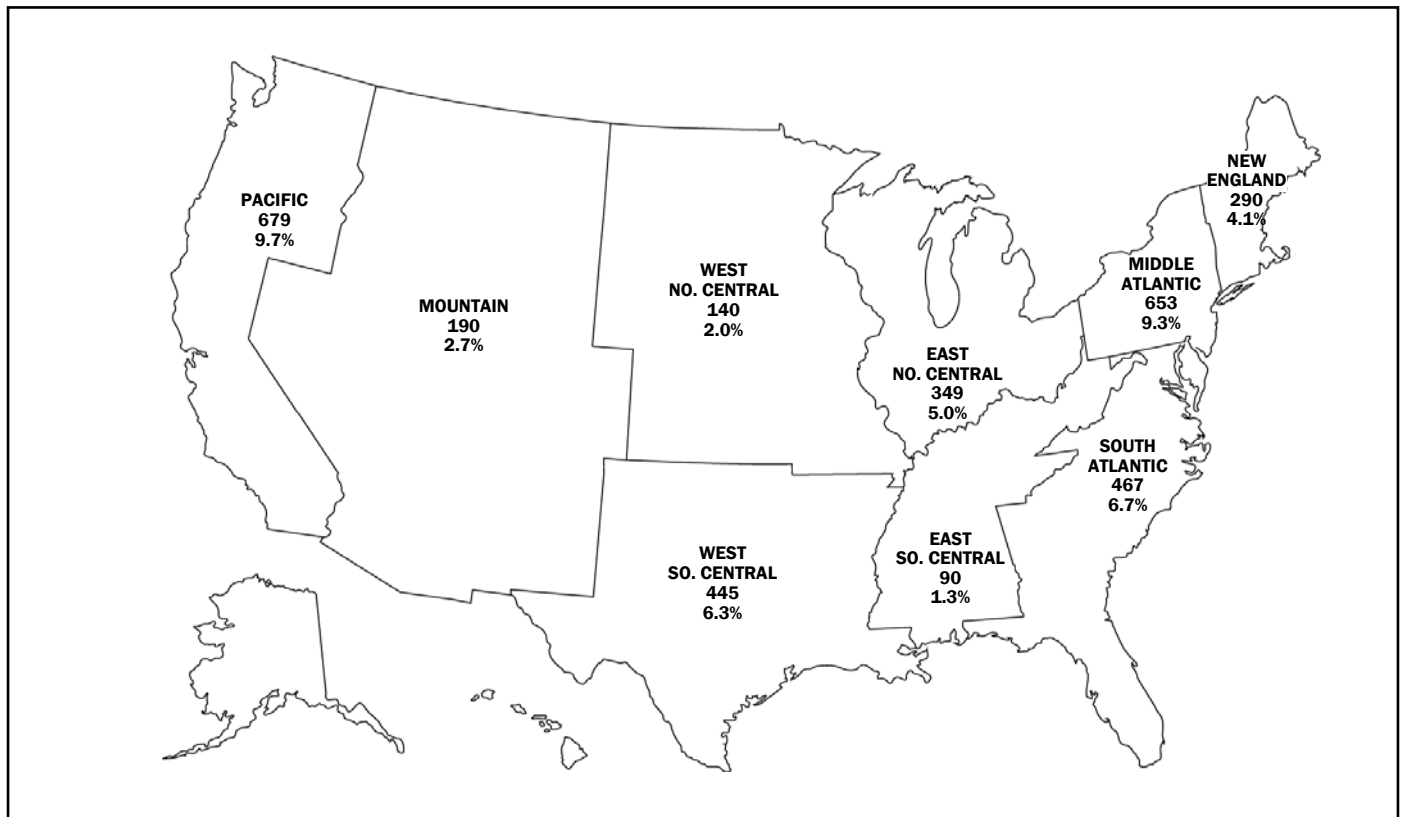 PACIFIC
679
9.7%
MOUNTAIN
190
2.7%
WEST
NO. CENTRAL
140
2.0%
WEST
SO. CENTRAL
445
6.3%
EAST
NO. CENTRAL
349
5.0%
EAST
SO. CENTRAL
90
1.3%
SOUTH
ATLANTIC
467
6.7%
MIDDLE
ATLANTIC
653
9.3%
NEW
ENGLAND
290
4.1%